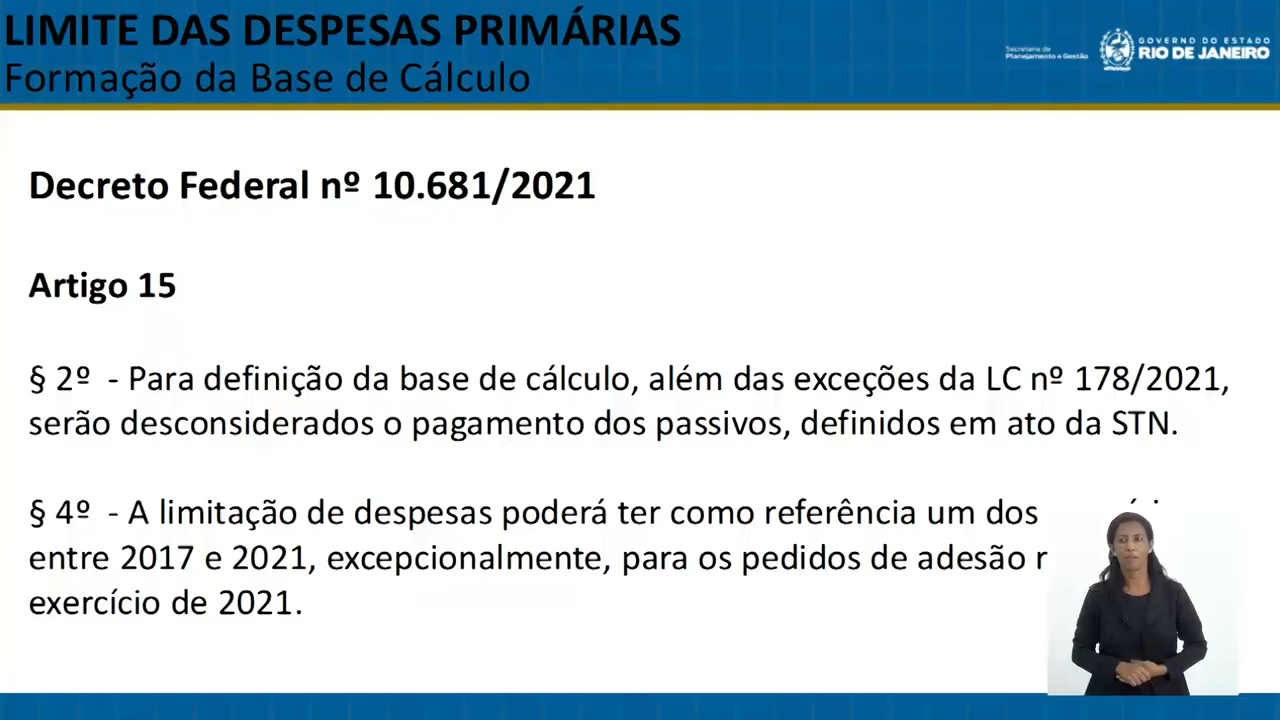 LIMITE DAS DESPESAS PRIMÁRIAS
Formação da Base de Cálculo
Secretaria de
Planejamento e Gestão
GOVERNO DO ESTADO
RIO DE JANEIRO
Decreto Federal nº 10.681/2021
Artigo 15
§ 2º - Para definição da base de cálculo, além das exceções da LC nº 178/2021,
serão desconsiderados o pagamento dos passivos, definidos em ato da STN.
§ 4º - A limitação de despesas poderá ter como referência um dos
entre 2017 e 2021, excepcionalmente, para os pedidos de adesão
exercício de 2021.